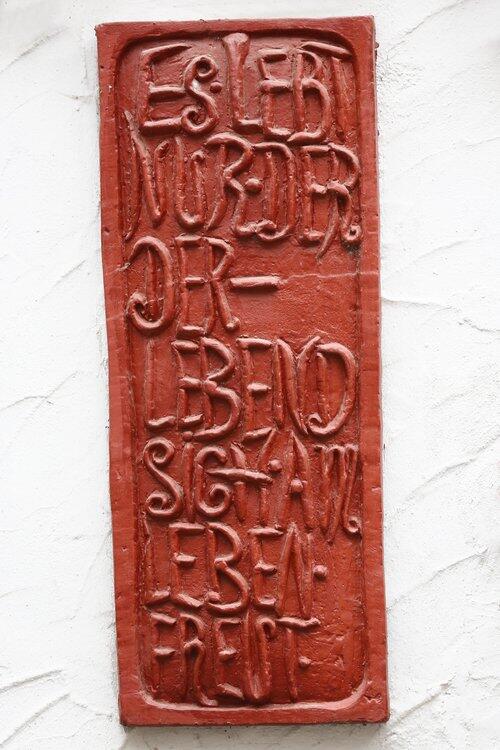 ES·LEBT
NUR·DER
DER—
LEBEND
SICH·AM
LEBEN·
FREUT·